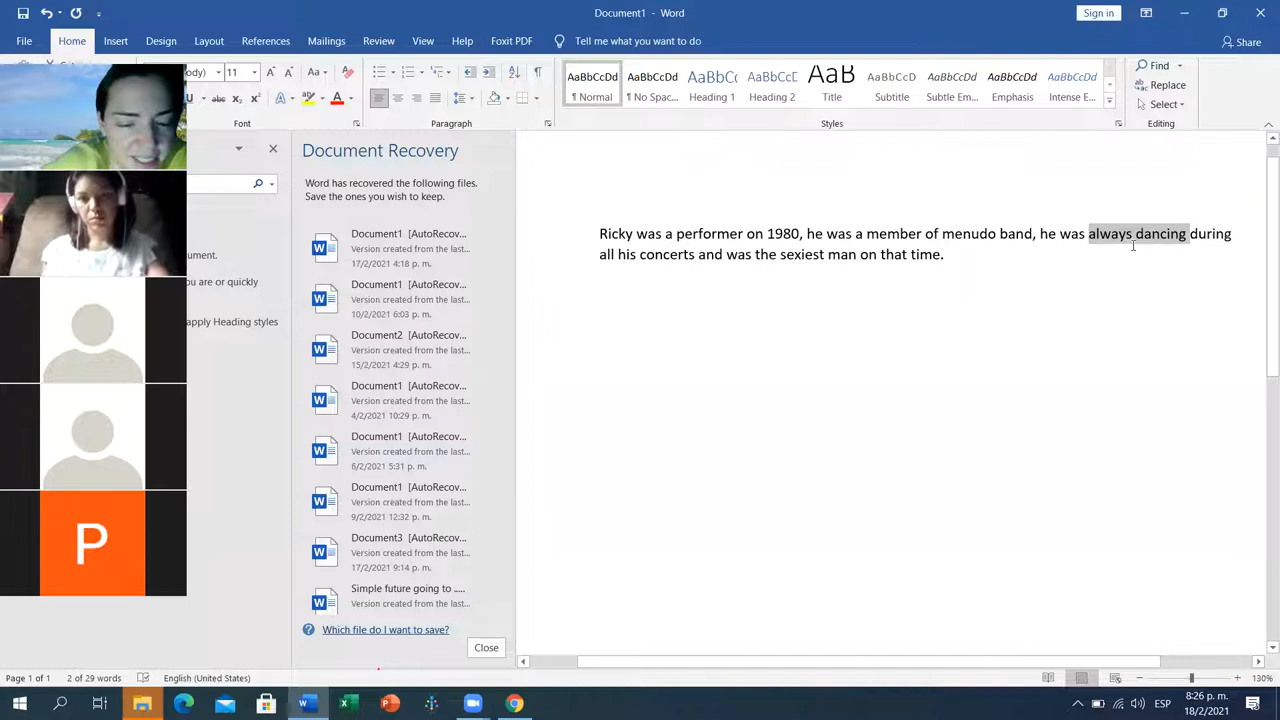 Document1 - Word
Sign in
File Home Insert Design Layout References Mailings Review View Help Foxit PDF Tell me what you want to do Share
11
AaBbCcDd AaBbCcDd AaBbCc AaBbCcD AaB AaBbCcD AaBbCcDd AaBbCcDd AaBbCcDd
¶ Normal ¶ No Spac... Heading 1 Heading 2 Title Subtitle Subtle Em... Emphasis Intense E...
Find
Replace
Select
Font Paragraph Styles Editing
Document Recovery
Word has recovered the following files.
Save the ones you wish to keep.
Document1 [AutoRecov...
Version created from the last...
17/2/2021 4:18 p. m.
Document1 [AutoRecov...
Version created from the last...
10/2/2021 6:03 p. m.
Document2 [AutoRecov...
Version created from the last...
15/2/2021 4:29 p. m.
Document1 [AutoRecov...
Version created from the last...
4/2/2021 10:29 p. m.
Document1 [AutoRecov...
Version created from the last...
6/2/2021 5:31 p. m.
Document1 [AutoRecov...
Version created from the last...
9/2/2021 12:32 p. m.
Document3 [AutoRecov...
Version created from the last...
17/2/2021 9:14 p. m.
Simple future going to .....
Version created from the last...
Which file do I want to save?
Close
ument.
u are or quickly
apply Heading styles
P
Ricky was a performer on 1980, he was a member of menudo band, he was always dancing during
all his concerts and was the sexiest man on that time.
Page 1 of 1 2 of 29 words English (United States) 130%
ESP
8:26 p. m.
18/2/2021